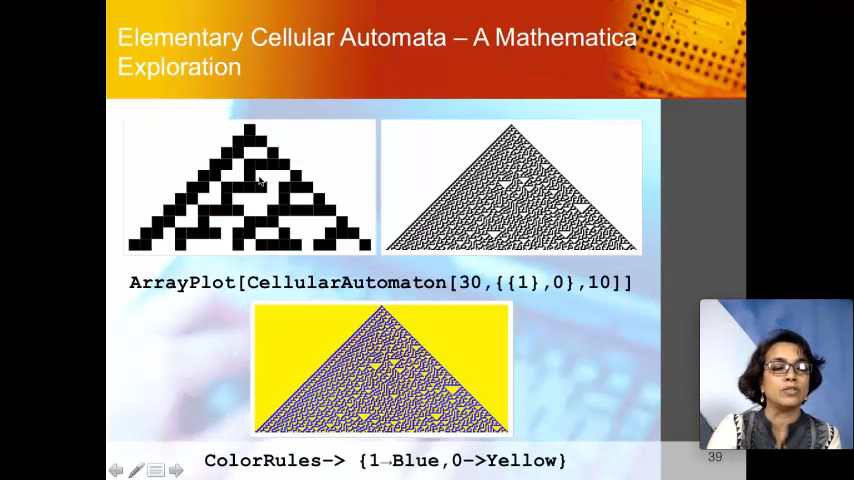 Elementary Cellular Automata – A Mathematica
Exploration
ArrayPlot[CellularAutomaton[30,{{1},0},10]]
ColorRules-> {1→Blue,0->Yellow}
39